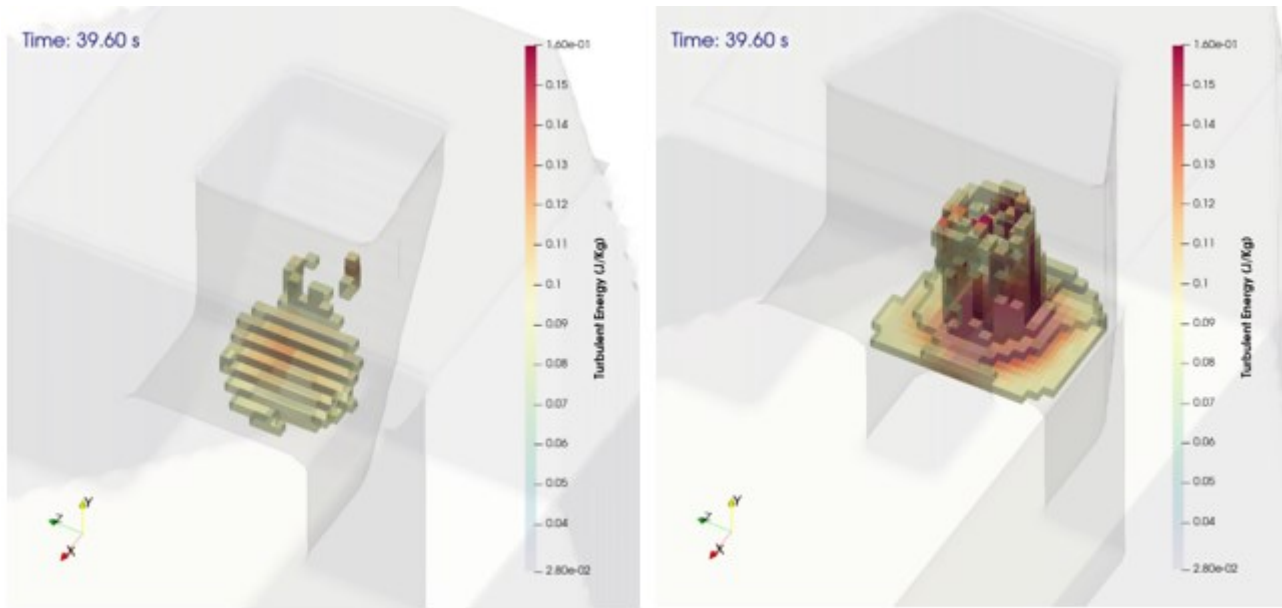 Time: 39.60 s
1.60e-01
0.15
0.14
0.13
0.12
0.11
0.1
0.09
0.08
0.07
0.06
0.05
0.04
2.80e-02
Turbulent Energy (J/Kg)
Y
Z
X
Time: 39.60 s
1.60e-01
0.15
0.14
0.13
0.12
0.11
0.1
0.09
0.08
0.07
0.06
0.05
0.04
2.80e-02
Turbulent Energy (J/Kg)
Y
Z
X